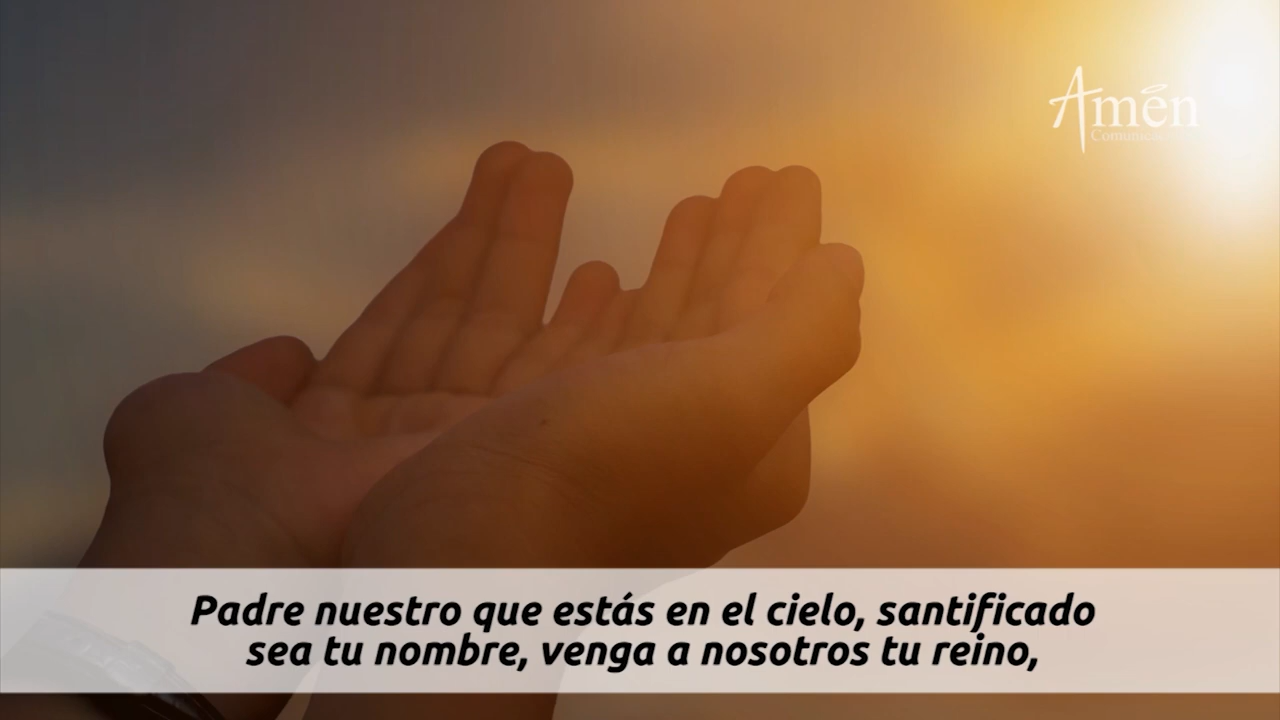 Amén
Padre nuestro que estás en el cielo, santificado
sea tu nombre, venga a nosotros tu reino,